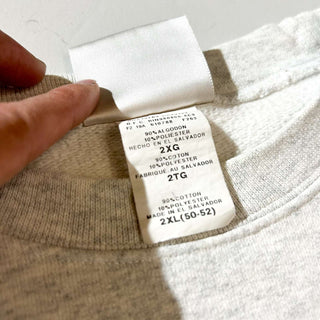 90% ALGODON
10% POLIESTER
HECHO EN EL SALVADOR
2XG
90% COTON
10% POLYESTER
FABRIQUE AU SALVADOR
2TG
90% COTTON
10% POLYESTER
MADE IN EL SALVADOR
2XL(50-52)